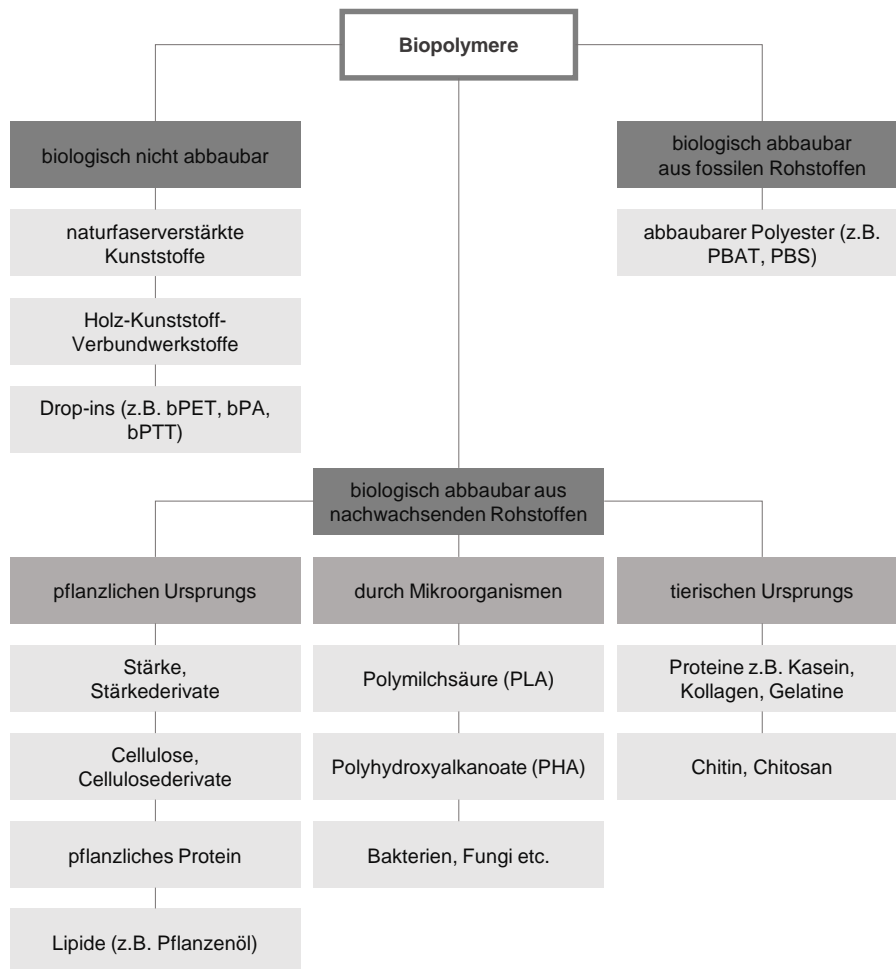 Biopolymere
biologisch nicht abbaubar
naturfaserverstärkte
Kunststoffe
Holz-Kunststoff-
Verbundwerkstoffe
Drop-ins (z.B. bPET, bPA,
bPTT)
biologisch abbaubar
aus fossilen Rohstoffen
abbaubarer Polyester (z.B.
PBAT, PBS)
biologisch abbaubar aus
nachwachsenden Rohstoffen
pflanzlichen Ursprungs
Stärke,
Stärkederivate
Cellulose,
Cellulosederivate
pflanzliches Protein
Lipide (z.B. Pflanzenöl)
durch Mikroorganismen
Polymilchsäure (PLA)
Polyhydroxyalkanoate (PHA)
Bakterien, Fungi etc.
tierischen Ursprungs
Proteine z.B. Kasein,
Kollagen, Gelatine
Chitin, Chitosan